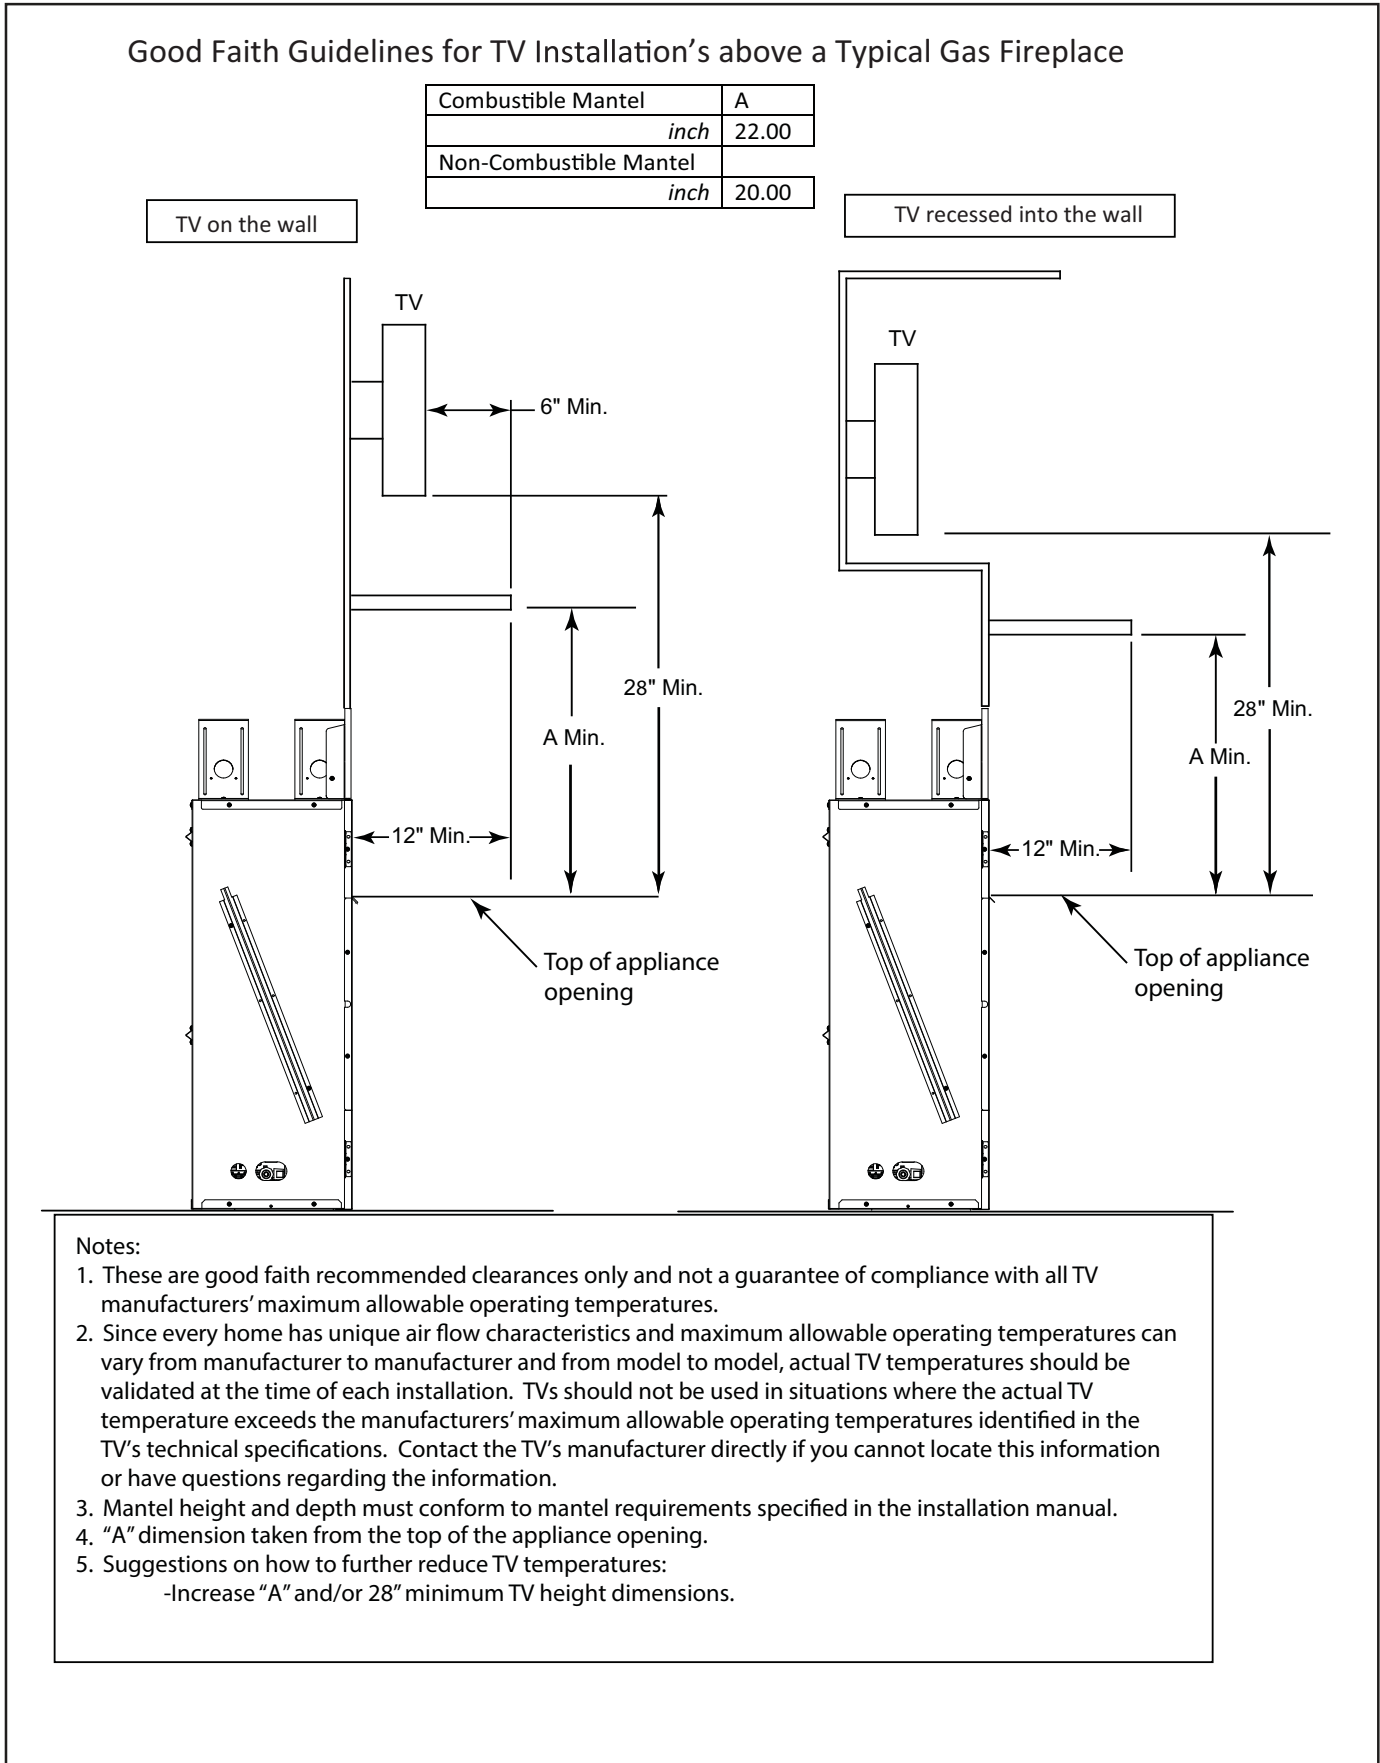 Good Faith Guidelines for TV Installation's above a Typical Gas Fireplace
Combustible Mantel A
inch 22.00
Non-Combustible Mantel
inch 20.00
TV on the wall
TV recessed into the wall
TV
6" Min.
28" Min.
A Min.
12" Min.
Top of appliance
opening
TV
28" Min.
A Min.
12" Min.
Top of appliance
opening
Notes:
1. These are good faith recommended clearances only and not a guarantee of compliance with all TV
manufacturers' maximum allowable operating temperatures.
2. Since every home has unique air flow characteristics and maximum allowable operating temperatures can
vary from manufacturer to manufacturer and from model to model, actual TV temperatures should be
validated at the time of each installation. TVs should not be used in situations where the actual TV
temperature exceeds the manufacturers' maximum allowable operating temperatures identified in the
TV's technical specifications. Contact the TV's manufacturer directly if you cannot locate this information
or have questions regarding the information.
3. Mantel height and depth must conform to mantel requirements specified in the installation manual.
4. "A" dimension taken from the top of the appliance opening.
5. Suggestions on how to further reduce TV temperatures:
-Increase "A" and/or 28" minimum TV height dimensions.